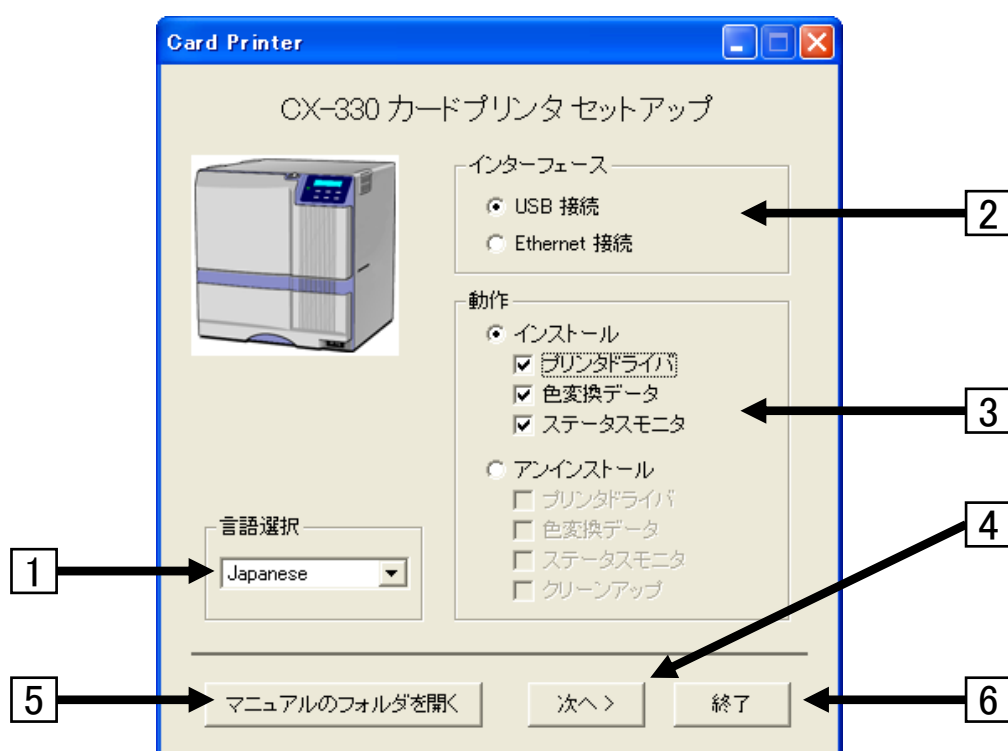 Card Printer
CX-330 カードプリンタ セットアップ
インターフェース
USB 接続
2
Ethernet 接続
動作
インストール
プリンタドライバ
色変換データ
3
ステータスモニタ
アンインストール
プリンタドライバ
言語選択
色変換データ
4
1
Japanese
ステータスモニタ
クリーンアップ
5
マニュアルのフォルダを開く
次へ >
終了
6